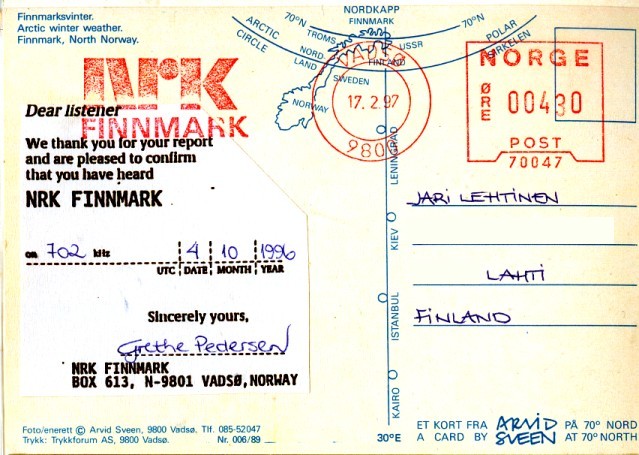 Finnmarksvinter.
Arctic winter weather.
Finnmark, North Norway.
NRK
FINNMARK
Dear listener
We thank you for your report
and are pleased to confirm
that you have heard
NRK FINNMARK
on 702 kHz 4 10 1996
UTC DATE MONTH YEAR
Sincerely yours,
Grethe Pedersen
NRK FINNMARK
BOX 613, N-9801 VADSØ, NORWAY
Foto/enerett © Arvid Sveen, 9800 Vadsø. Tlf. 085-52047
Trykk: Trykkforum AS, 9800 Vadsø. Nr. 006/89
NORDKAPP
FINNMARK
70°N
TROMS
70°N
ARCTIC
CIRCLE
POLAR
SIRKELEN
NORD
LAND
USSR
FINLAND
SWEDEN
NORWAY
VADSØ
17. 2. 97
9800
LENINGRAD
KIEV
ISTANBUL
KAIRO
30°E
NORGE
ØRE 00430
POST
70047
JARI LEHTINEN
LAHTI
FINLAND
ET KORT FRA ARVID PÅ 70° NORD
A CARD BY SVEEN AT 70° NORTH